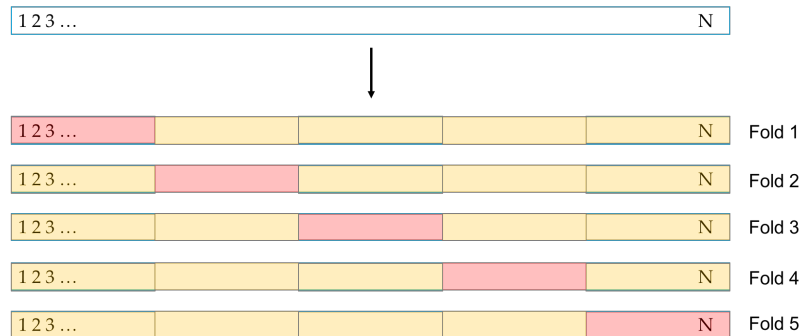 1 2 3 ... N
1 2 3 ... N Fold 1
1 2 3 ... N Fold 2
1 2 3 ... N Fold 3
1 2 3 ... N Fold 4
1 2 3 ... N Fold 5